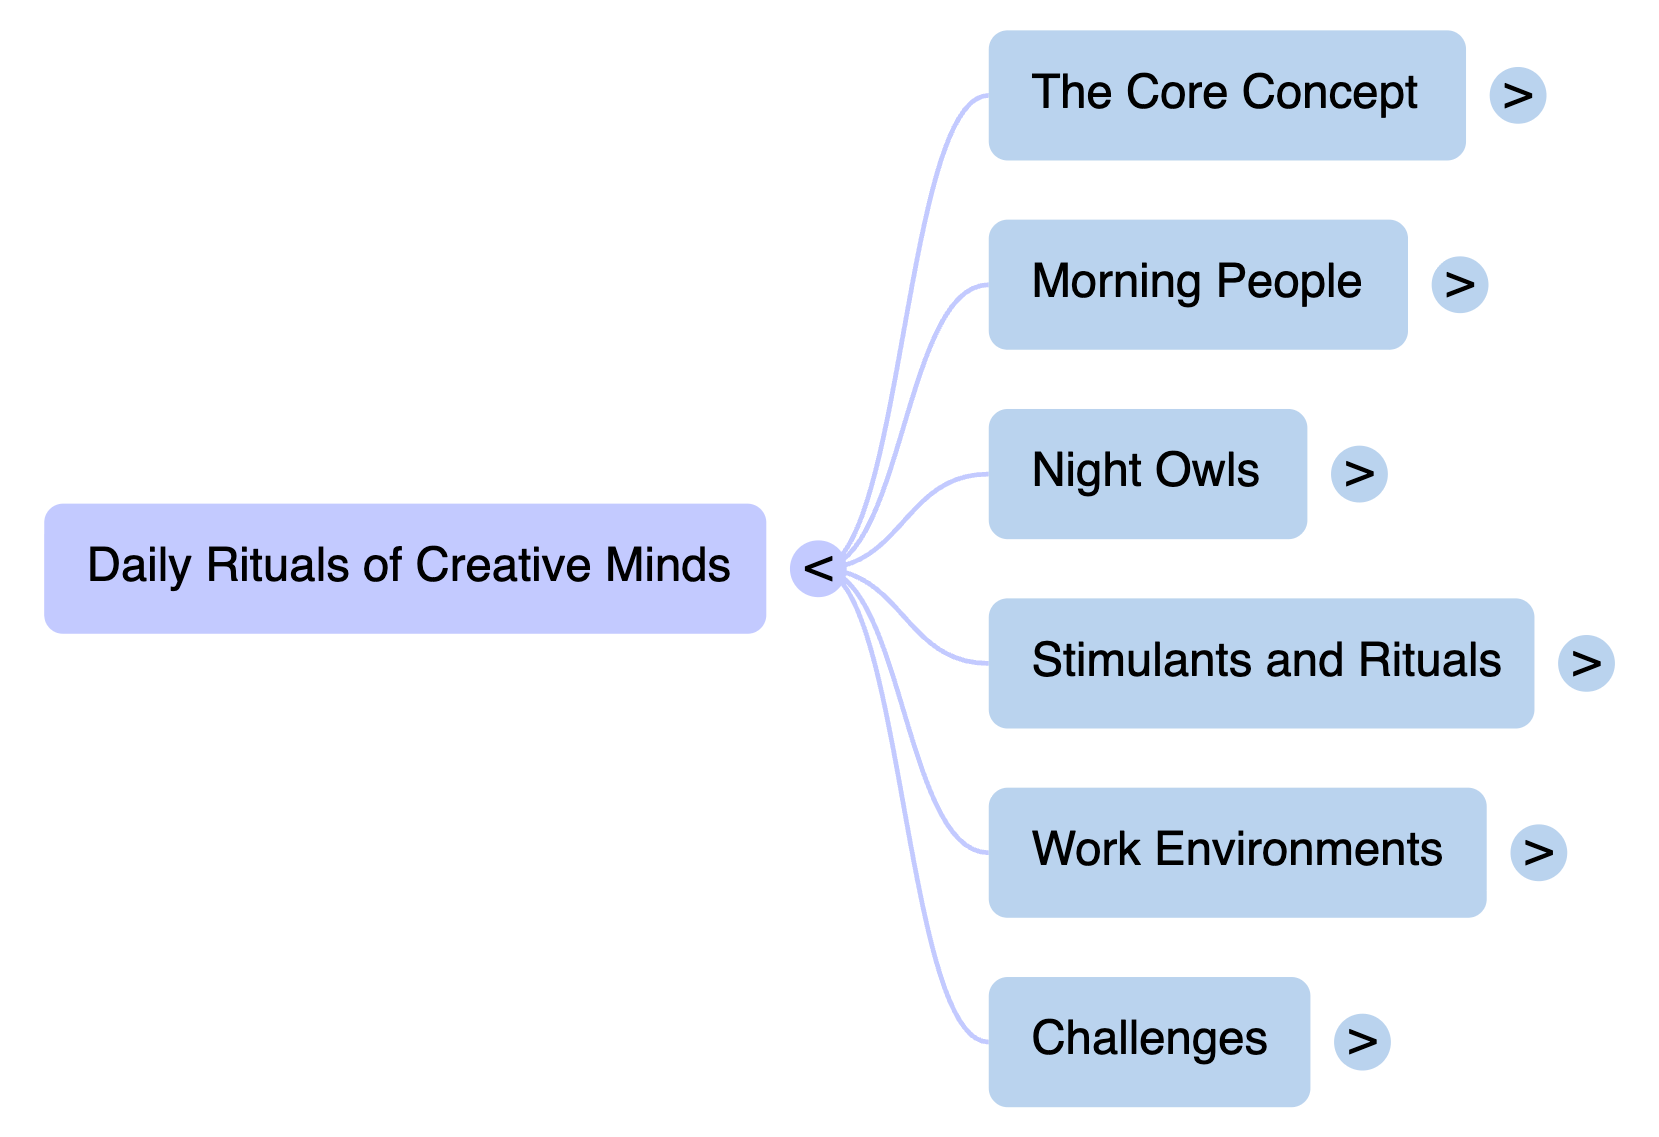 The Core Concept >
Morning People >
Night Owls >
Daily Rituals of Creative Minds <
Stimulants and Rituals >
Work Environments >
Challenges >